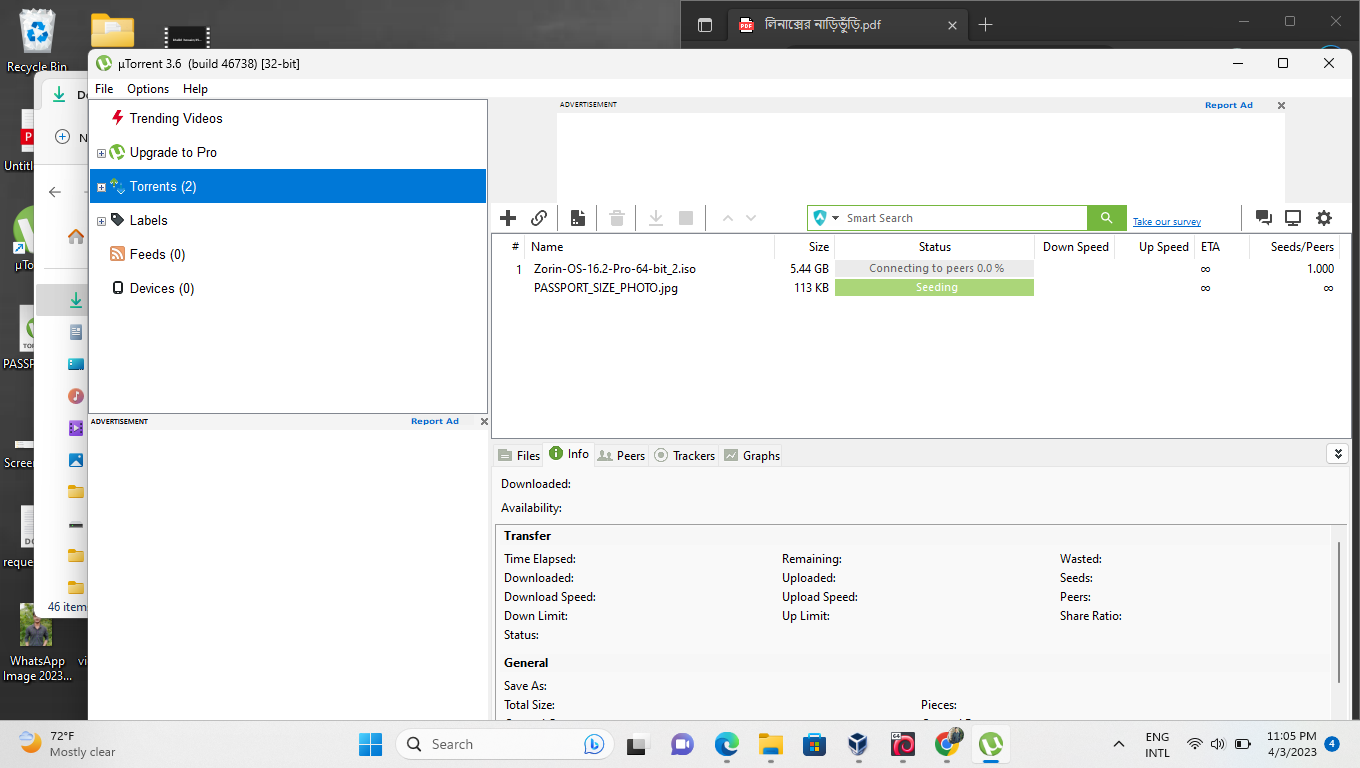 লিনাক্সের নাড়িভুঁড়ি.pdf
Recycle Bin
µTorrent 3.6 (build 46738) [32-bit]
File Options Help
ADVERTISEMENT Report Ad
Trending Videos
Upgrade to Pro
Torrents (2)
Labels
Feeds (0)
Devices (0)
Smart Search
Take our survey
# Name Size Status Down Speed Up Speed ETA Seeds/Peers
1 Zorin-OS-16.2-Pro-64-bit_2.iso 5.44 GB Connecting to peers 0.0 % ∞ 1.000
PASSPORT_SIZE_PHOTO.jpg 113 KB Seeding ∞ ∞
ADVERTISEMENT Report Ad
Files Info Peers Trackers Graphs
Downloaded:
Availability:
Transfer
Time Elapsed: Remaining: Wasted:
Downloaded: Uploaded: Seeds:
Download Speed: Upload Speed: Peers:
Down Limit: Up Limit: Share Ratio:
Status:
General
Save As:
Total Size: Pieces:
46 item
WhatsApp
Image 2023...
72°F
Mostly clear
Search
ENG
INTL
11:05 PM
4/3/2023
4